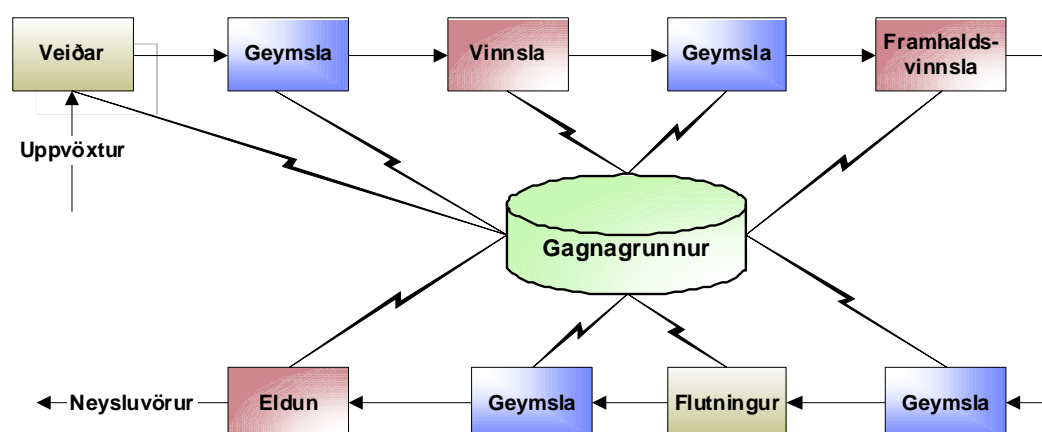 Veiðar
Geymsla
Vinnsla
Geymsla
Framhalds-
vinnsla
Uppvöxtur
Gagnagrunnur
Neysluvörur
Eldun
Geymsla
Flutningur
Geymsla